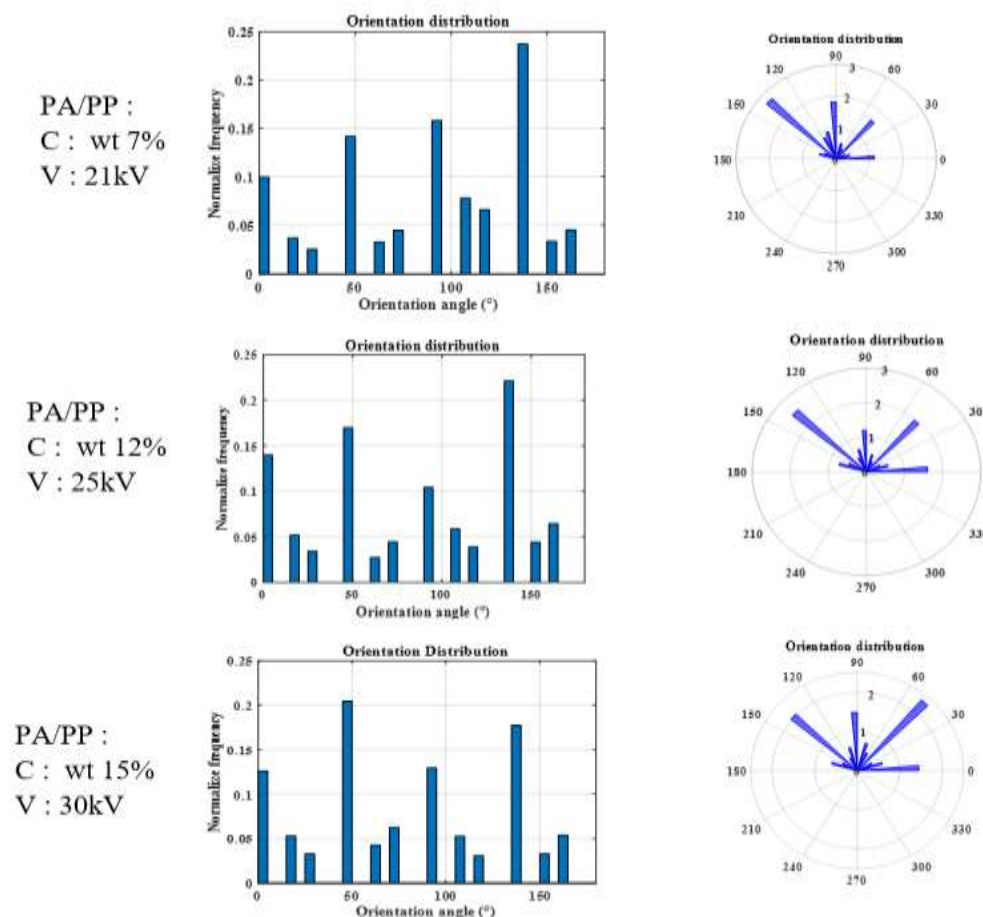 PA/PP :
C : wt 7%
V : 21kV
Orientation distribution
Normalize frequency
0.25
0.2
0.15
0.1
0.05
0
0 50 100 150
Orientation angle (°)
Orientation distribution
90
120 60
150 30
180 0
210 330
240 300
270
1
2
3
PA/PP :
C : wt 12%
V : 25kV
Orientation distribution
Normalize frequency
0.25
0.2
0.15
0.1
0.05
0
0 50 100 150
Orientation angle (°)
Orientation distribution
90
120 60
150 30
180
210 33
240 300
270
1
2
3
PA/PP :
C : wt 15%
V : 30kV
Orientation Distribution
Normalize frequency
0.25
0.2
0.15
0.1
0.05
0
0 50 100 150
Orientation angle (°)
Orientation distribution
90
120 60
150 30
180 0
210 330
240 300
270
1
2